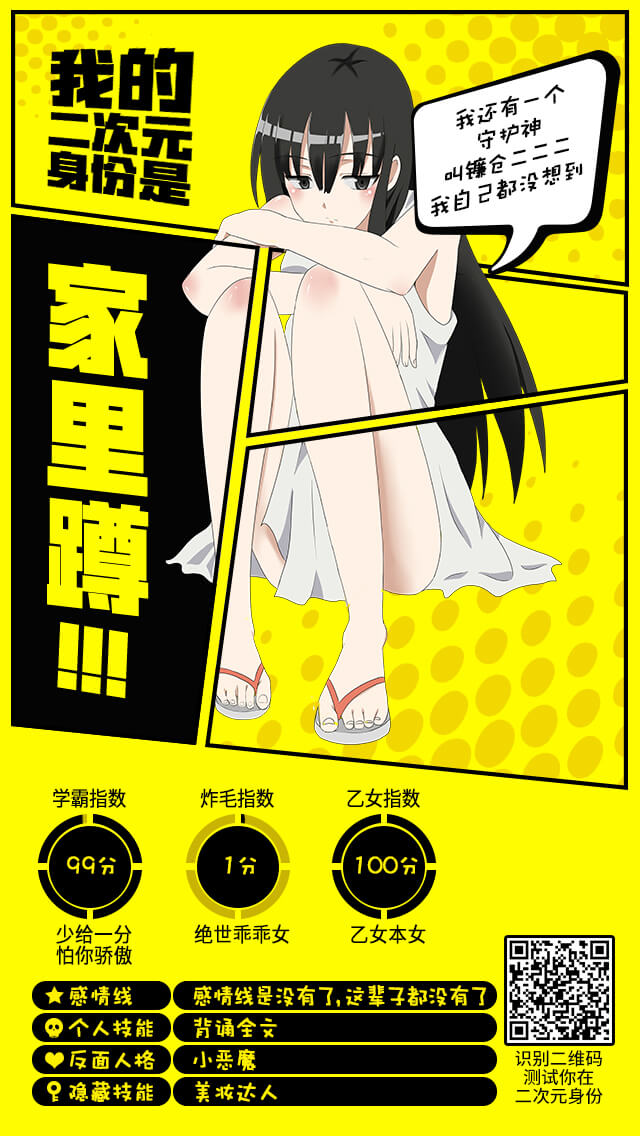 我的
二次元
身份是
我还有一个
守护神
叫镰仓二二二
我自己都没想到
家里蹲!!!
学霸指数
炸毛指数
乙女指数
99分
1分
100分
少给一分
怕你骄傲
绝世乖乖女
乙女本女
感情线 感情线是没有了,这辈子都没有了
个人技能 背诵全文
反面人格 小恶魔
隐藏技能 美妆达人
识别二维码
测试你在
二次元身份